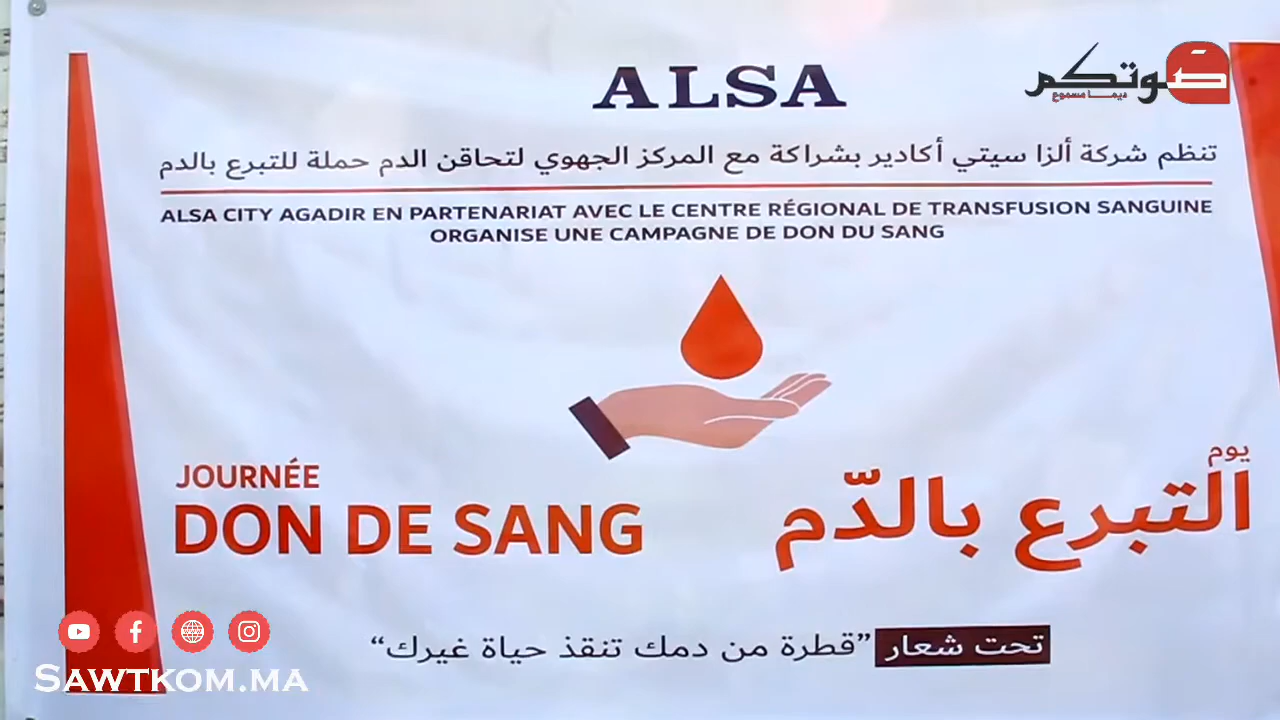 ALSA
صوتكم
ديما مسموع
تنظم شركة ألزا سيتي أكادير بشراكة مع المركز الجهوي لتحاقن الدم حملة للتبرع بالدم
ALSA CITY AGADIR EN PARTENARIAT AVEC LE CENTRE RÉGIONAL DE TRANSFUSION SANGUINE
ORGANISE UNE CAMPAGNE DE DON DU SANG
يوم
التبرع بالدّم
JOURNÉE
DON DE SANG
تحت شعار ”قطرة من دمك تنقذ حياة غيرك“
SAWTKOM.MA